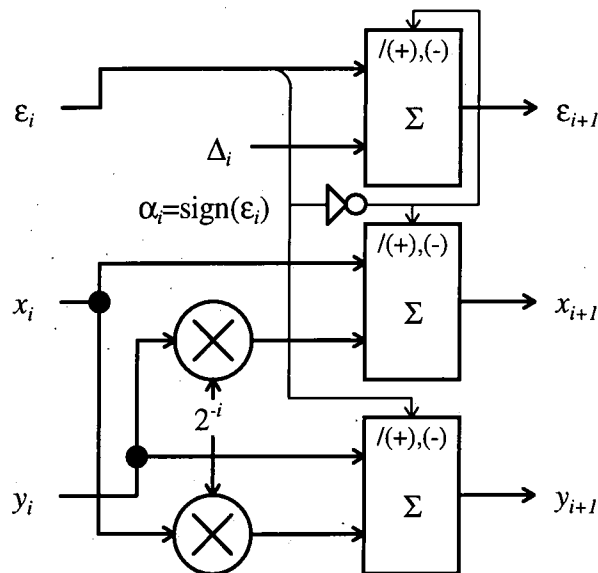 /(+),(-)
εᵢ
Σ
εᵢ₊₁
Δᵢ
αᵢ=sign(εᵢ)
/(+),(-)
xᵢ
Σ
xᵢ₊₁
2⁻ⁱ
/(+),(-)
yᵢ
Σ
yᵢ₊₁